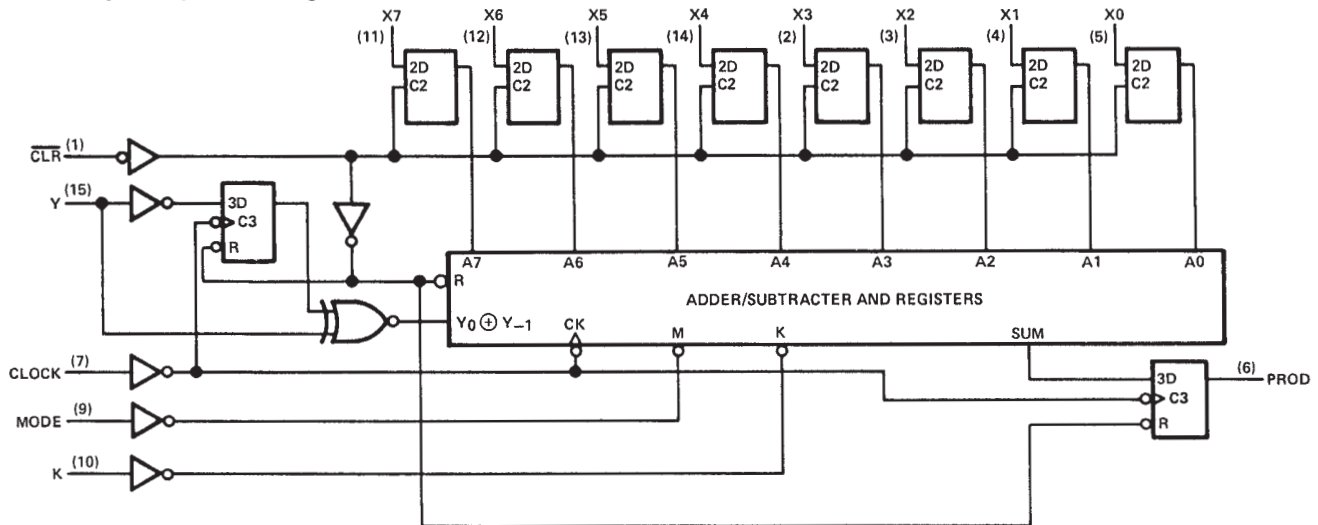 X7 X6 X5 X4 X3 X2 X1 X0
(11) (12) (13) (14) (2) (3) (4) (5)
2D 2D 2D 2D 2D 2D 2D 2D
C2 C2 C2 C2 C2 C2 C2 C2
CLR (1)
Y (15)
3D
C3
R
A7 A6 A5 A4 A3 A2 A1 A0
R
ADDER/SUBTRACTER AND REGISTERS
Y0 ⊕ Y−1 CK M K SUM
CLOCK (7)
3D (6) PROD
C3
MODE (9)
R
K (10)